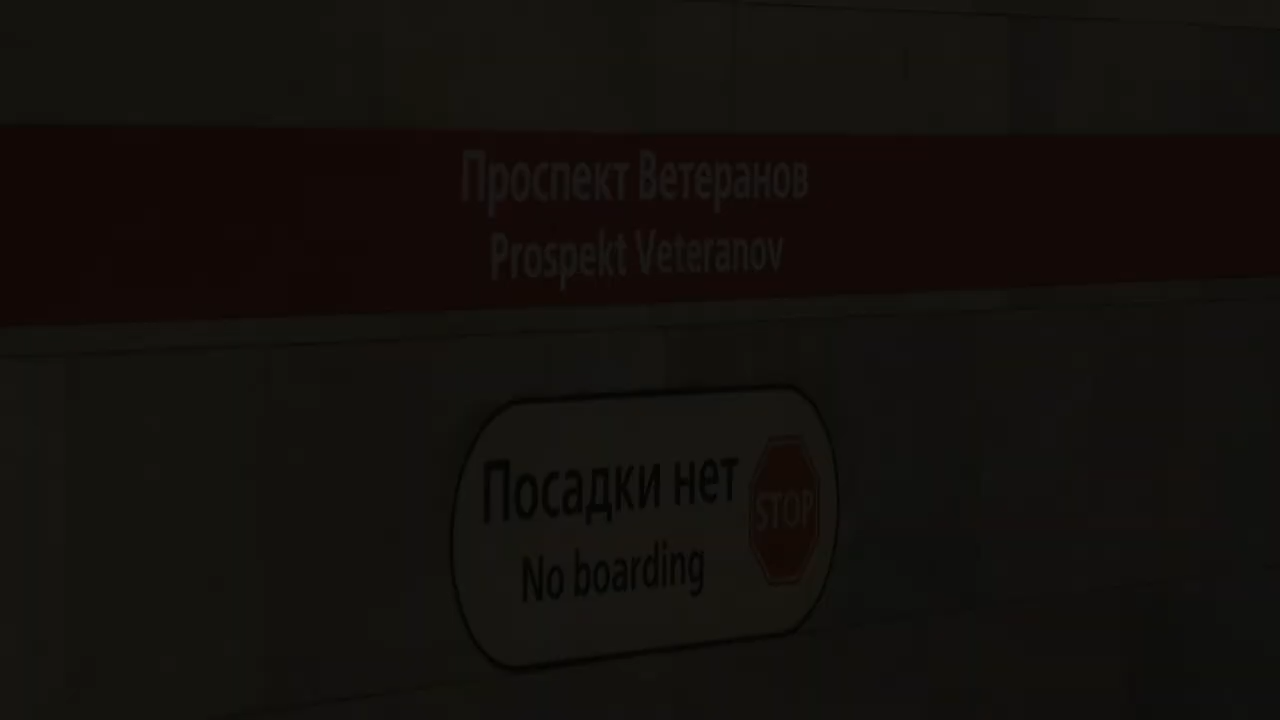 Проспект Ветеранов
Prospekt Veteranov
Посадки нет
STOP
No boarding